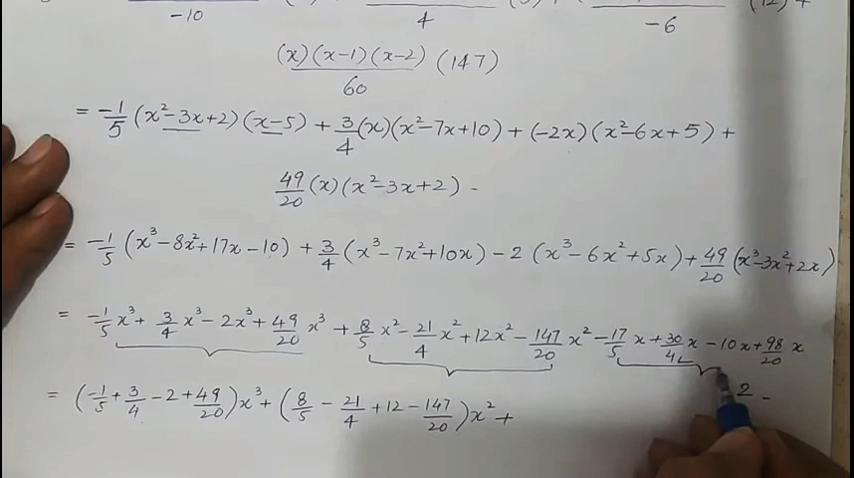 -10 4 -6 (12) +
(x)(x-1)(x-2)/60 (147)
= -1/5 (x²-3x+2)(x-5) + 3/4 (x)(x²-7x+10) + (-2x)(x²-6x+5) +
49/20 (x)(x²-3x+2) -
= -1/5 (x³-8x²+17x-10) + 3/4 (x³-7x²+10x) - 2 (x³-6x²+5x) + 49/20 (x³-3x²+2x)
= -1/5 x³ + 3/4 x³ - 2x³ + 49/20 x³ + 8/5 x² - 21/4 x² + 12x² - 147/20 x² - 17/5 x + 30/4 x - 10x + 98/20 x
2 -
= (-1/5 + 3/4 - 2 + 49/20) x³ + (8/5 - 21/4 + 12 - 147/20) x² +